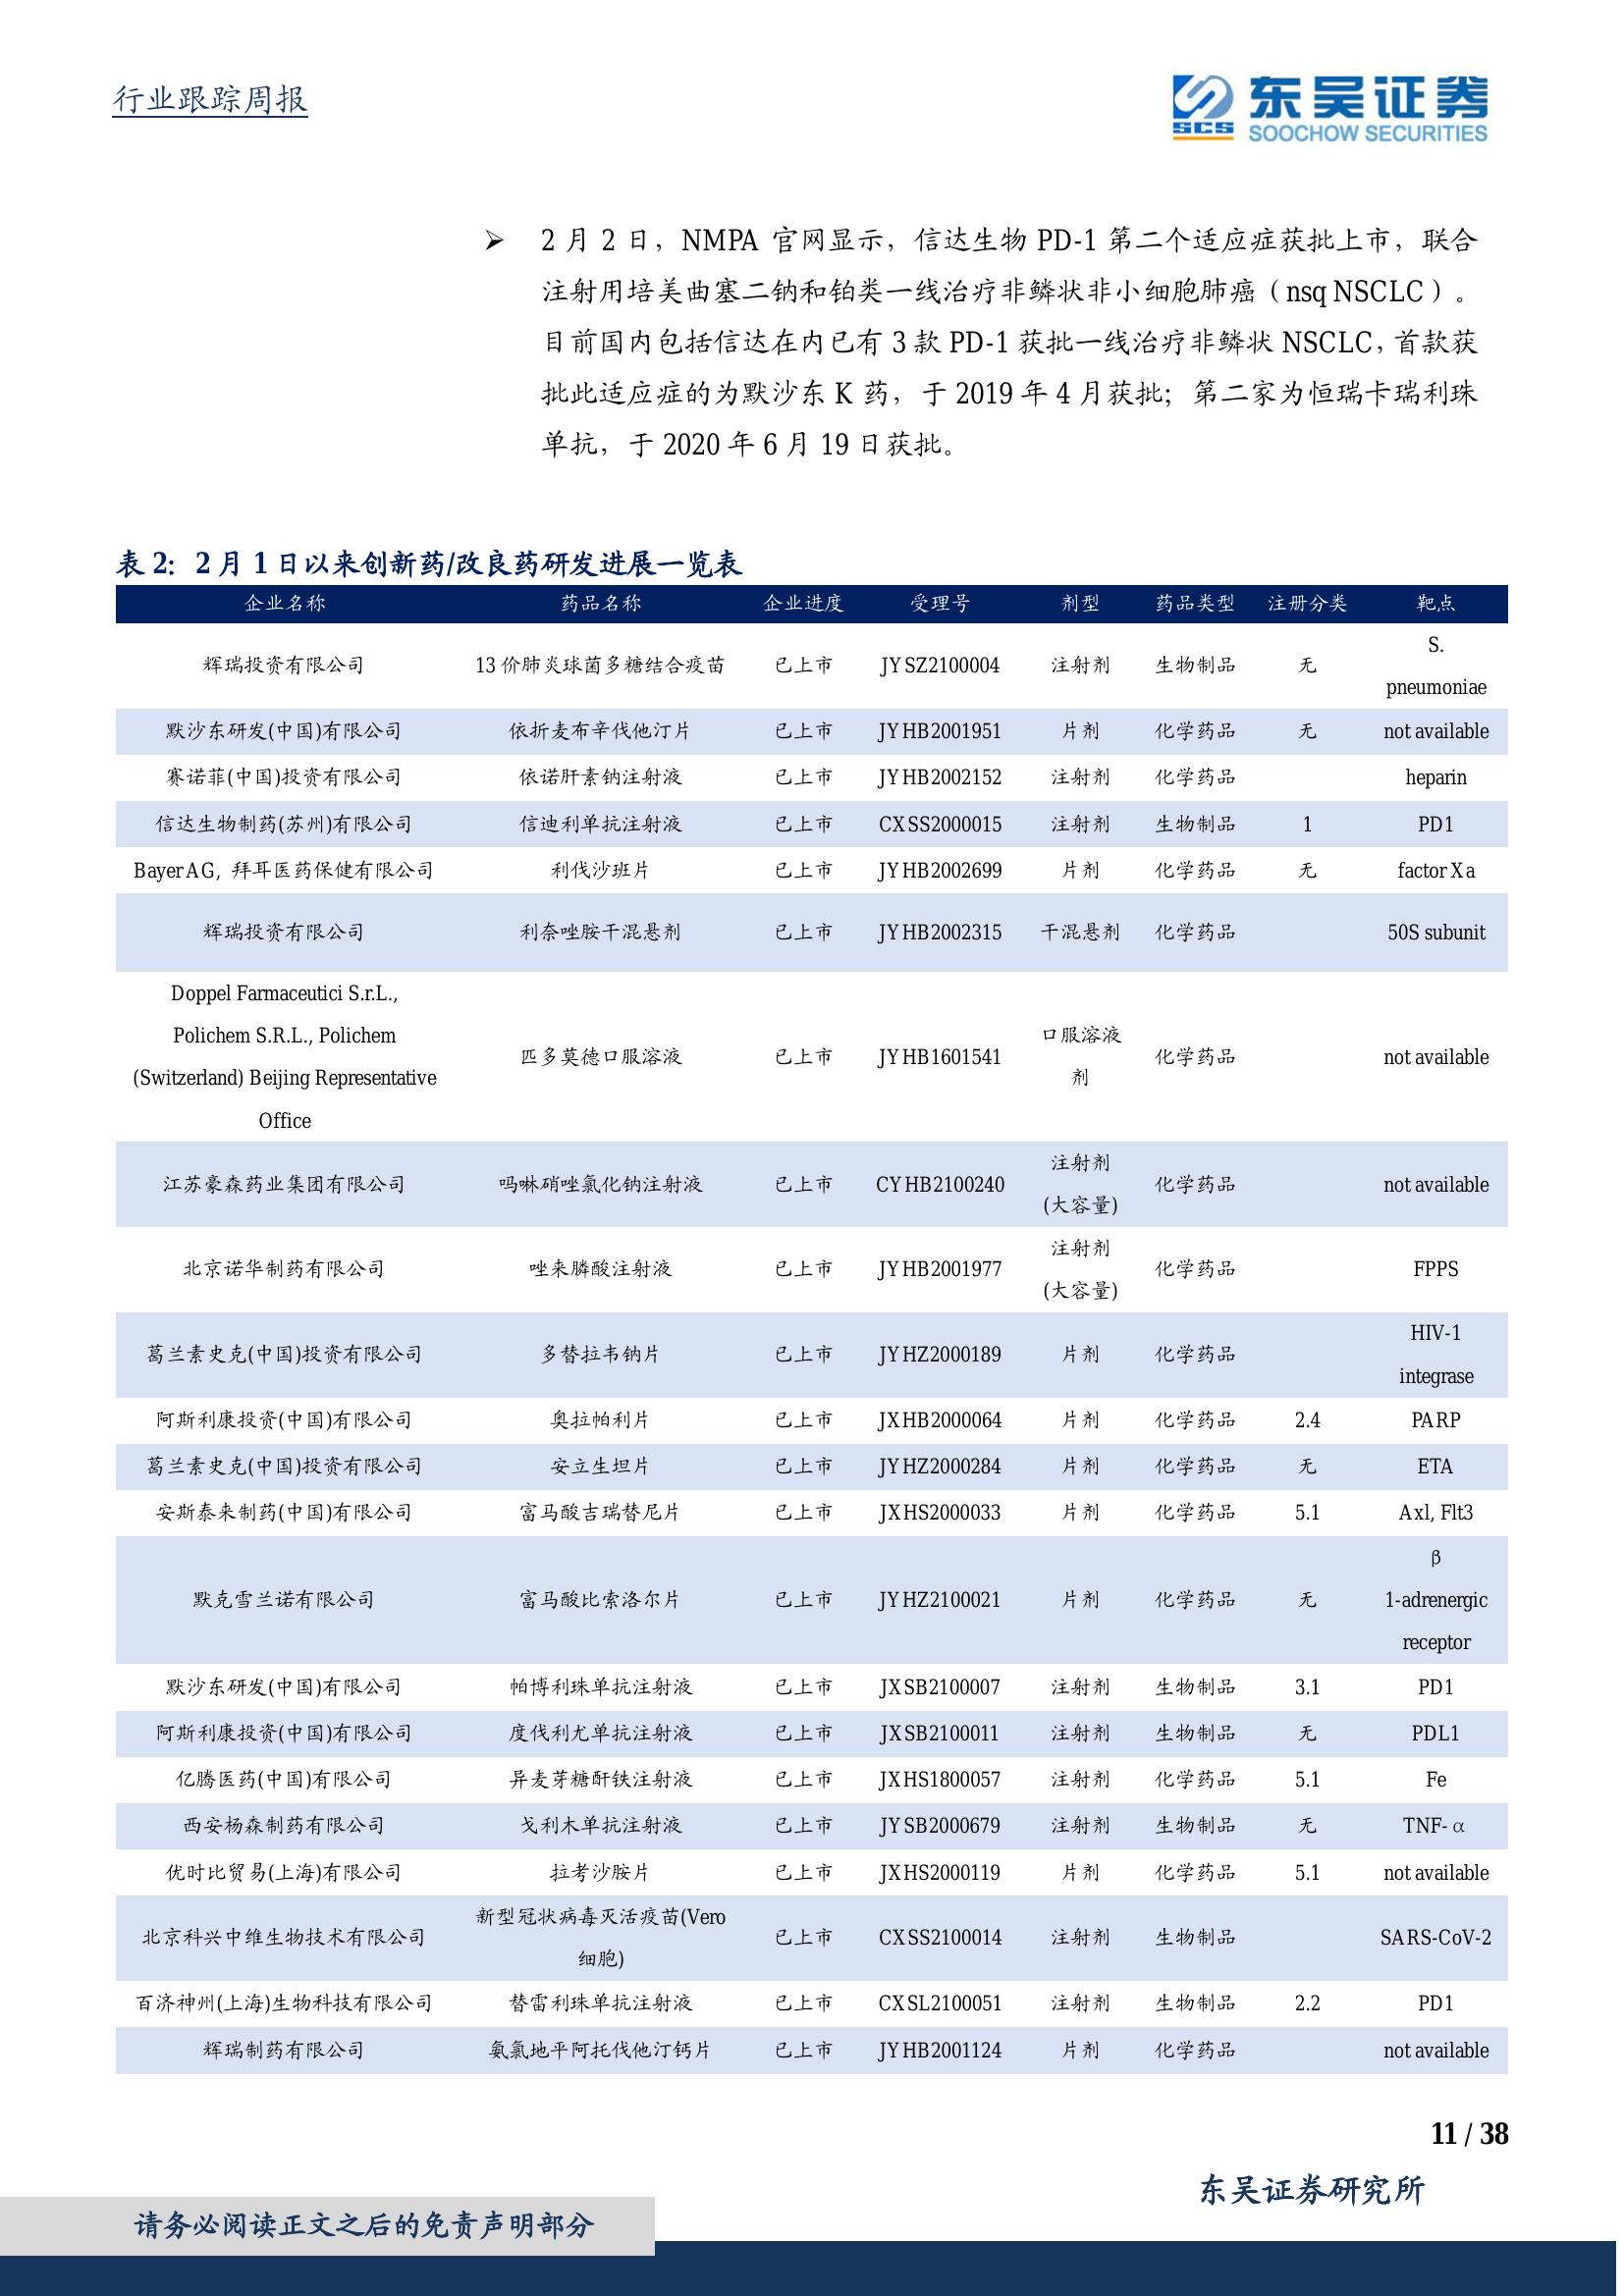 行业跟踪周报
东吴证券
SCS
SOOCHOW SECURITIES
➢ 2 月 2 日，NMPA 官网显示，信达生物 PD-1 第二个适应症获批上市，联合
注射用培美曲塞二钠和铂类一线治疗非鳞状非小细胞肺癌（nsq NSCLC）。
目前国内包括信达在内已有 3 款 PD-1 获批一线治疗非鳞状 NSCLC，首款获
批此适应症的为默沙东 K 药，于 2019 年 4 月获批；第二家为恒瑞卡瑞利珠
单抗，于 2020 年 6 月 19 日获批。
表 2：2 月 1 日以来创新药/改良药研发进展一览表
企业名称 药品名称 企业进度 受理号 剂型 药品类型 注册分类 靶点
辉瑞投资有限公司 13 价肺炎球菌多糖结合疫苗 已上市 JYSZ2100004 注射剂 生物制品 无 S.
pneumoniae
默沙东研发(中国)有限公司 依折麦布辛伐他汀片 已上市 JYHB2001951 片剂 化学药品 无 not available
赛诺菲(中国)投资有限公司 依诺肝素钠注射液 已上市 JYHB2002152 注射剂 化学药品 heparin
信达生物制药(苏州)有限公司 信迪利单抗注射液 已上市 CXSS2000015 注射剂 生物制品 1 PD1
Bayer AG, 拜耳医药保健有限公司 利伐沙班片 已上市 JYHB2002699 片剂 化学药品 无 factor Xa
辉瑞投资有限公司 利奈唑胺干混悬剂 已上市 JYHB2002315 干混悬剂 化学药品 50S subunit
Doppel Farmaceutici S.r.L.,
Polichem S.R.L., Polichem
(Switzerland) Beijing Representative
Office
匹多莫德口服溶液 已上市 JYHB1601541 口服溶液
剂
化学药品 not available
江苏豪森药业集团有限公司 吗啉硝唑氯化钠注射液 已上市 CYHB2100240 注射剂
(大容量)
化学药品 not available
北京诺华制药有限公司 唑来膦酸注射液 已上市 JYHB2001977 注射剂
(大容量)
化学药品 FPPS
葛兰素史克(中国)投资有限公司 多替拉韦钠片 已上市 JYHZ2000189 片剂 化学药品 HIV-1
integrase
阿斯利康投资(中国)有限公司 奥拉帕利片 已上市 JXHB2000064 片剂 化学药品 2.4 PARP
葛兰素史克(中国)投资有限公司 安立生坦片 已上市 JYHZ2000284 片剂 化学药品 无 ETA
安斯泰来制药(中国)有限公司 富马酸吉瑞替尼片 已上市 JXHS2000033 片剂 化学药品 5.1 Axl, Flt3
默克雪兰诺有限公司 富马酸比索洛尔片 已上市 JYHZ2100021 片剂 化学药品 无 β
1-adrenergic
receptor
默沙东研发(中国)有限公司 帕博利珠单抗注射液 已上市 JXSB2100007 注射剂 生物制品 3.1 PD1
阿斯利康投资(中国)有限公司 度伐利尤单抗注射液 已上市 JXSB2100011 注射剂 生物制品 无 PDL1
亿腾医药(中国)有限公司 异麦芽糖酐铁注射液 已上市 JXHS1800057 注射剂 化学药品 5.1 Fe
西安杨森制药有限公司 戈利木单抗注射液 已上市 JYSB2000679 注射剂 生物制品 无 TNF-α
优时比贸易(上海)有限公司 拉考沙胺片 已上市 JXHS2000119 片剂 化学药品 5.1 not available
北京科兴中维生物技术有限公司 新型冠状病毒灭活疫苗(Vero
细胞)
已上市 CXSS2100014 注射剂 生物制品 SARS-CoV-2
百济神州(上海)生物科技有限公司 替雷利珠单抗注射液 已上市 CXSL2100051 注射剂 生物制品 2.2 PD1
辉瑞制药有限公司 氨氯地平阿托伐他汀钙片 已上市 JYHB2001124 片剂 化学药品 not available
11 / 38
东吴证券研究所
请务必阅读正文之后的免责声明部分